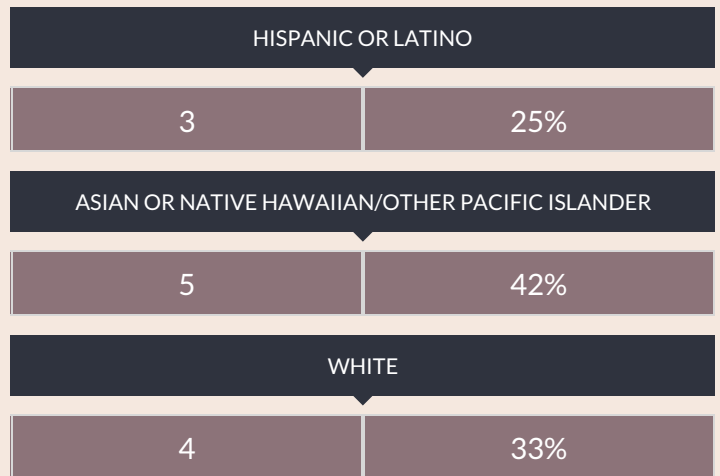 HISPANIC OR LATINO
3 25%
ASIAN OR NATIVE HAWAIIAN/OTHER PACIFIC ISLANDER
5 42%
WHITE
4 33%